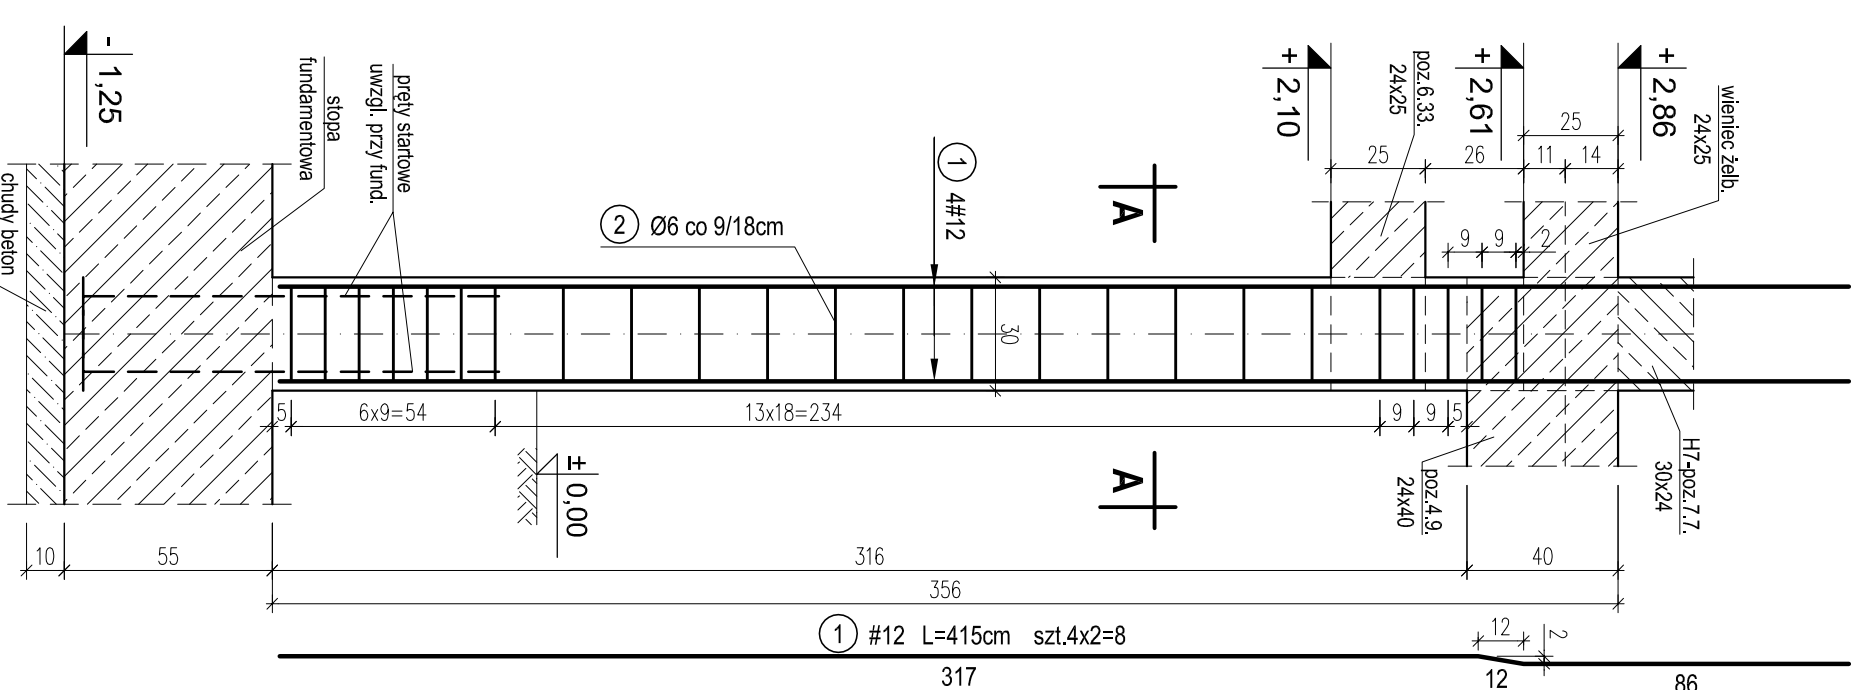 - 1,25
stopa
fundamentowa
pręty startowe
uwzgl. przy fund.
chudy beton
+ 2,10
poz.6.33.
24x25
+ 2,61
+ 2,86
wieniec żelb.
24x25
25
25
26
11
14
9
9
2
1
4#12
A
2
Ø6 co 9/18cm
30
5
6x9=54
13x18=234
9
9
5
± 0,00
A
poz.4.9.
24x40
H7-poz.7.7.
30x24
10
55
316
40
356
1
#12 L=415cm szt.4x2=8
12
2
317
12
86